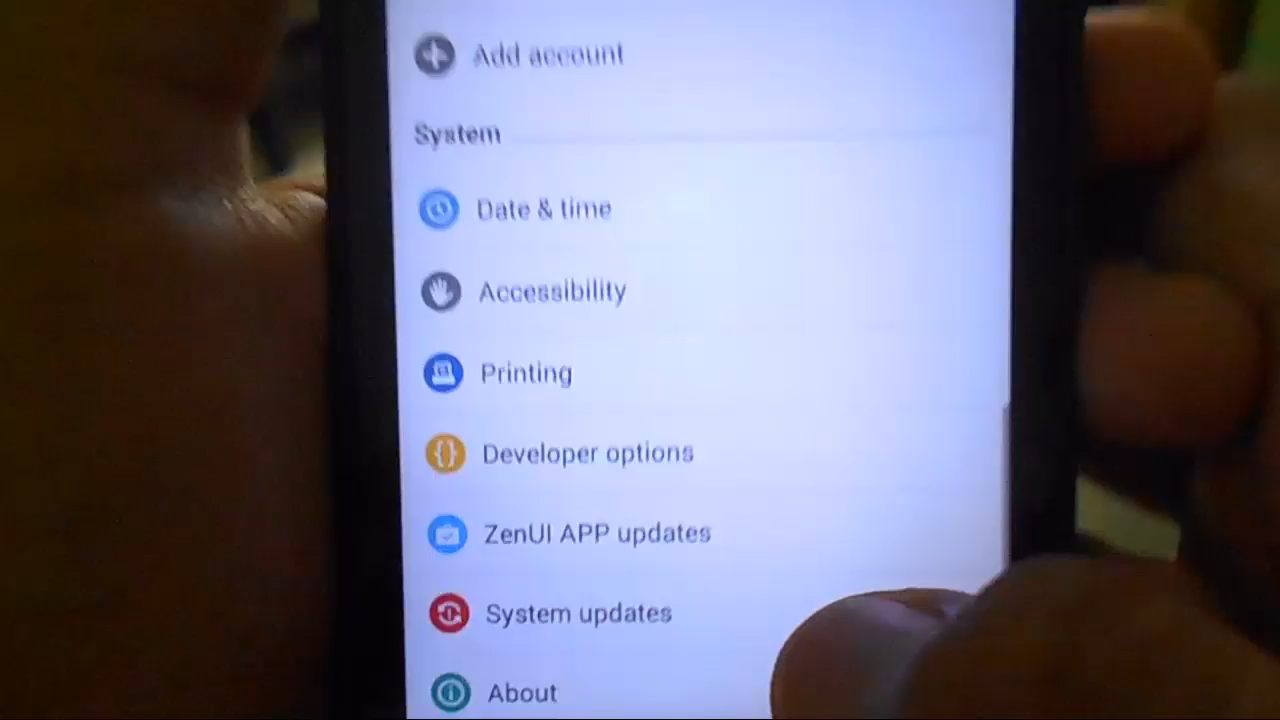 Add account
System
Date & time
Accessibility
Printing
Developer options
ZenUI APP updates
System updates
About